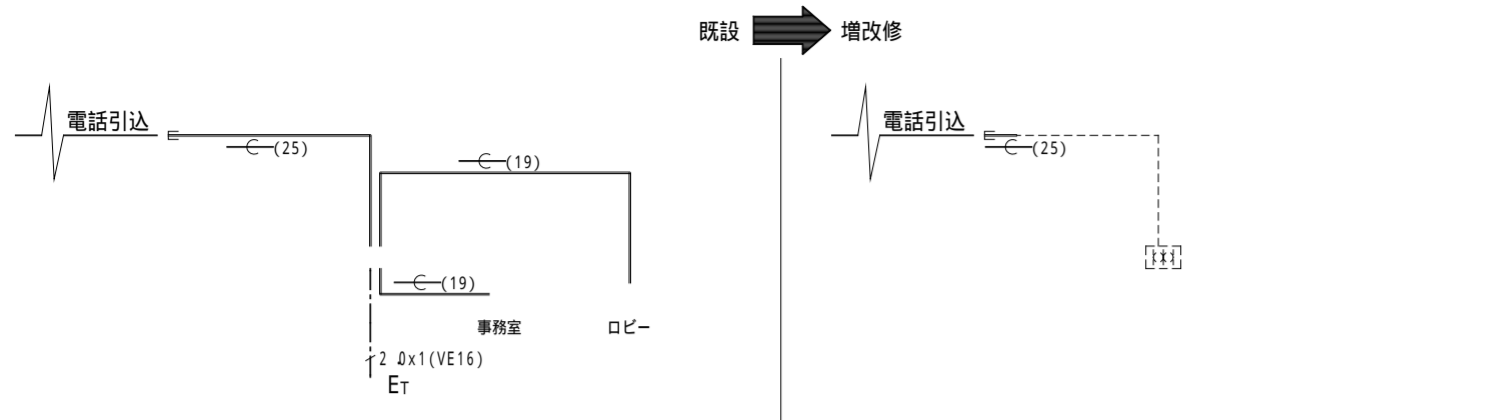 既設 増改修
電話引込
(25)
(19)
(19)
事務室 ロビー
2.0x1(VE16)
ET
電話引込
(25)